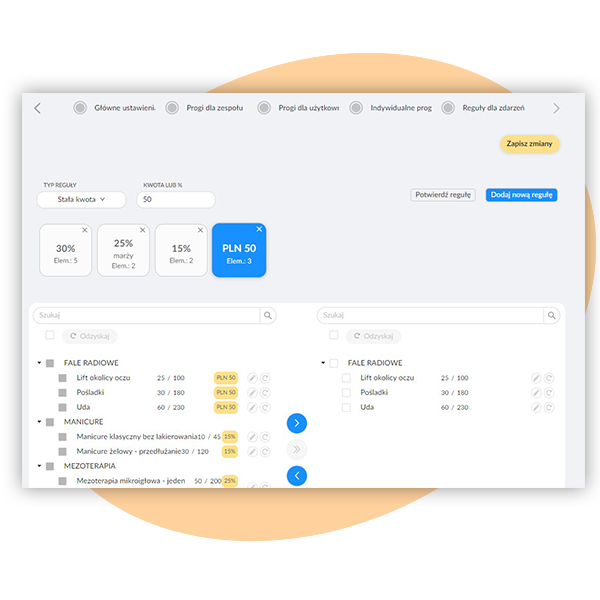 Główne ustawieni.
Progi dla zespołu
Progi dla użytkow
Indywidualne prog
Reguły dla zdarzeń
Zapisz zmiany
TYP REGUŁY
KWOTA LUB %
Stała kwota
50
Potwierdź regułę
Dodaj nową regułę
30%
Elem.: 5
25%
marży
Elem.: 2
15%
Elem.: 2
PLN 50
Elem.: 3
Szukaj
Szukaj
Odzyskaj
Odzyskaj
FALE RADIOWE
Lift okolicy oczu 25 / 100 PLN 50
Pośladki 30 / 180 PLN 50
Uda 60 / 230 PLN 50
MANICURE
Manicure klasyczny bez lakierowania10 / 45 15%
Manicure żelowy - przedłużanie30 / 120 15%
MEZOTERAPIA
Mezoterapia mikroigłowa - jeden 50 / 200 25%
FALE RADIOWE
Lift okolicy oczu 25 / 100
Pośladki 30 / 180
Uda 60 / 230